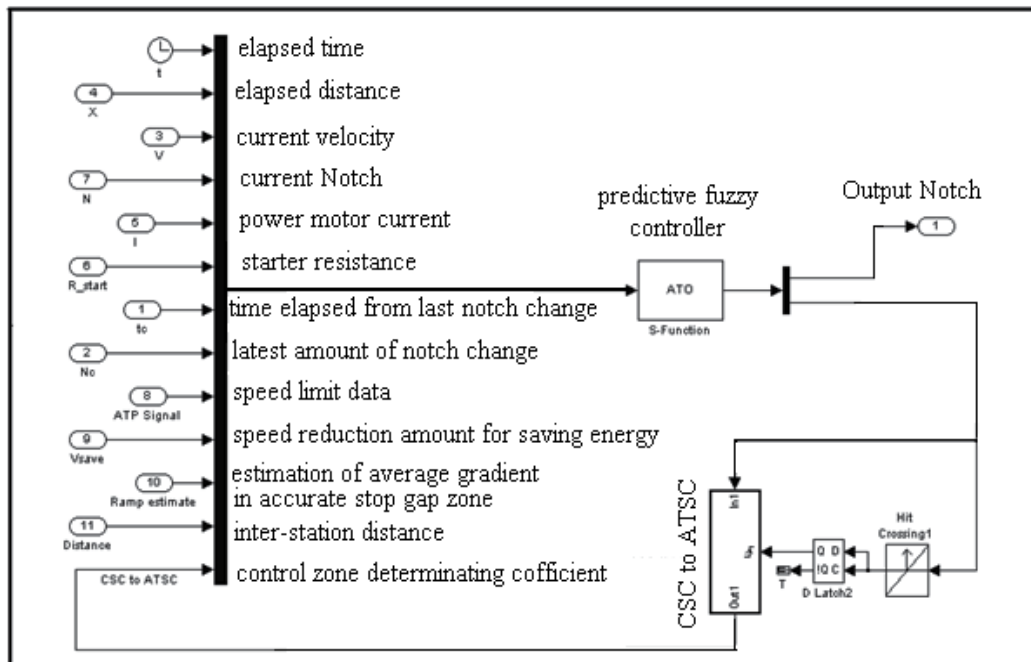 elapsed time
t
4
elapsed distance
X
3
current velocity
V
7
current Notch
N
5
power motor current
I
6
starter resistance
R_start
1
time elapsed from last notch change
tc
2
latest amount of notch change
Nc
8
speed limit data
ATP Signal
9
speed reduction amount for saving energy
Vsave
10
estimation of average gradient
in accurate stop gap zone
Ramp estimate
11
inter-station distance
Distance
CSC to ATSC
control zone determinating cofficient
predictive fuzzy
controller
ATO
S-Function
Output Notch
1
CSC to ATSC
In1
Out1
Q D
!Q C
D Latch2
T
Hit
Crossing1